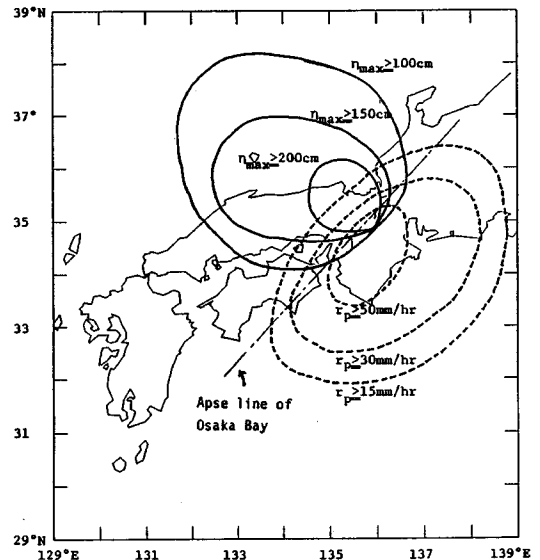 39°N
η_max≥100cm
37°
η_max≥150cm
η_max≥200cm
35°
r_p≥50mm/hr
33°
r_p≥30mm/hr
r_p≥15mm/hr
Apse line of
Osaka Bay
31°
29°N
129°E 131 133 135 137 139°E